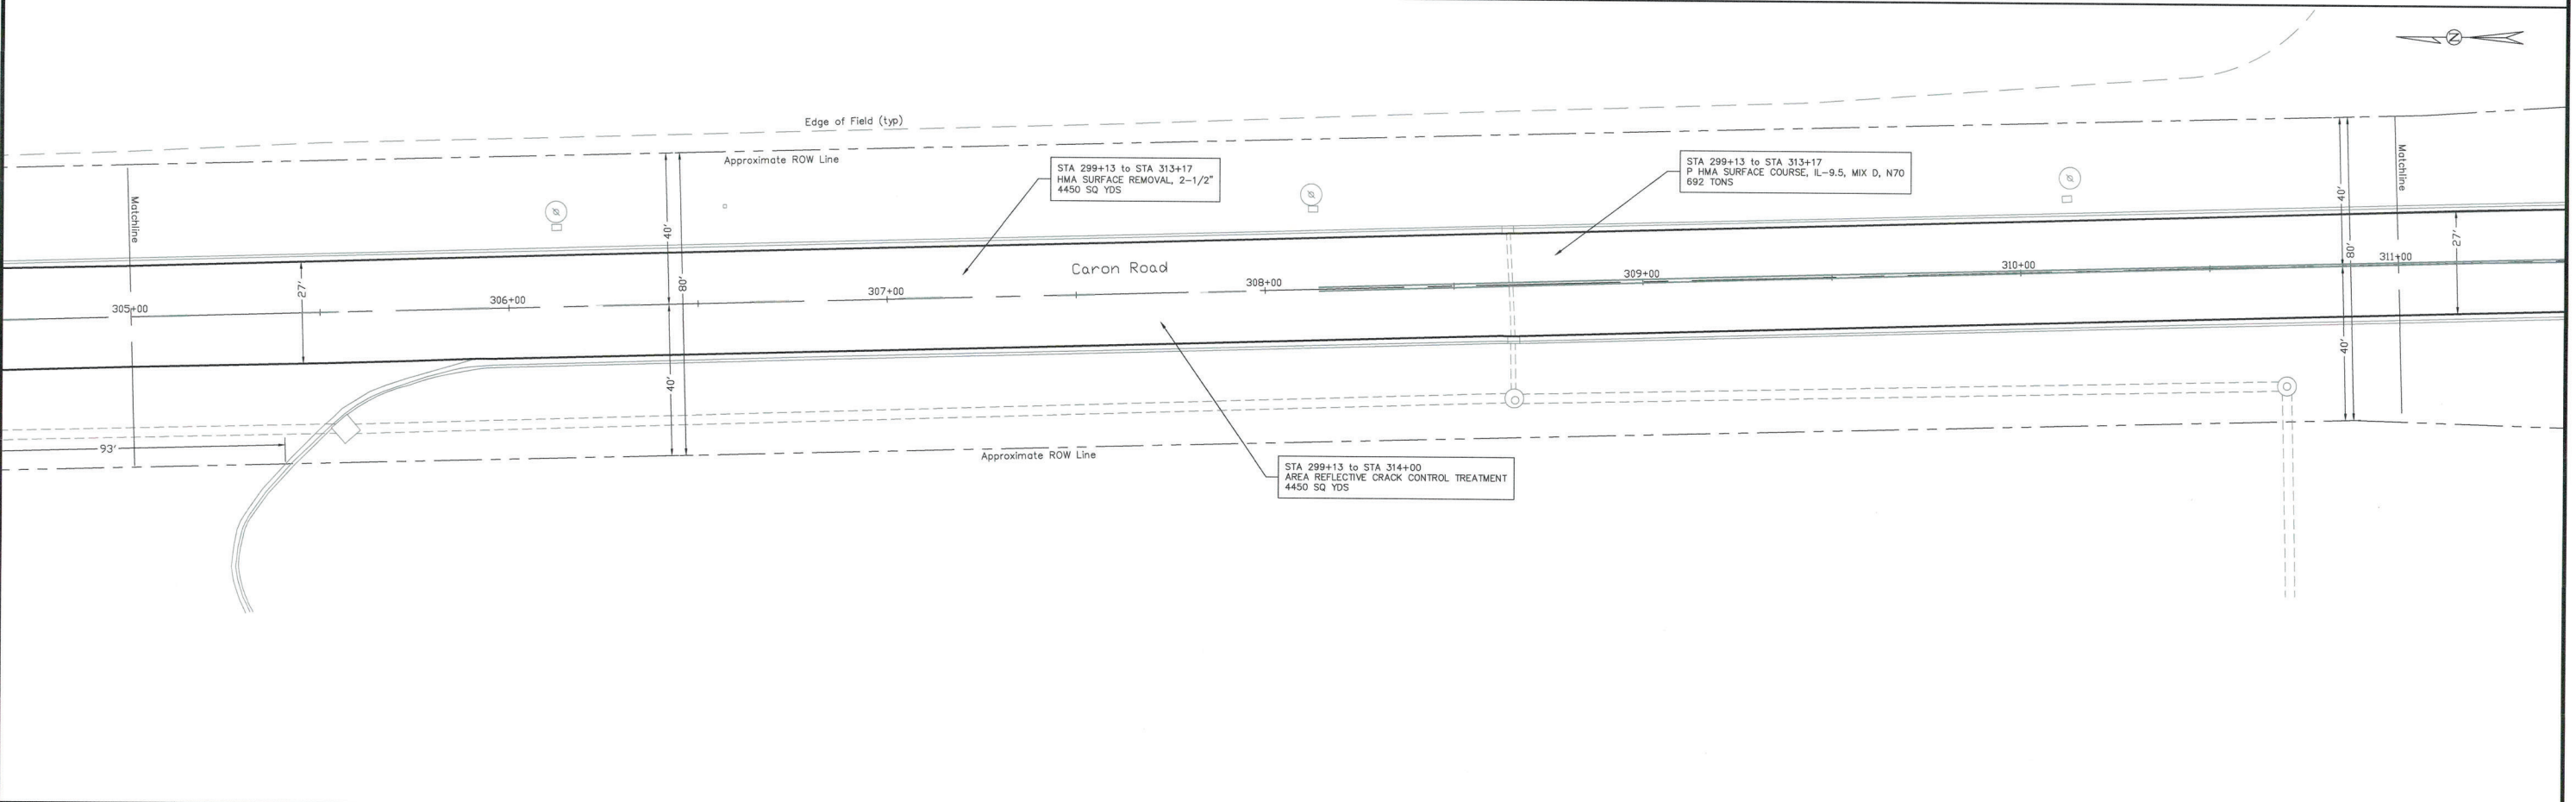 N
Edge of Field (typ)
Approximate ROW Line
STA 299+13 to STA 313+17
HMA SURFACE REMOVAL, 2-1/2"
4450 SQ YDS
STA 299+13 to STA 313+17
P HMA SURFACE COURSE, IL-9.5, MIX D, N70
692 TONS
Matchline
Matchline
40'
80'
40'
40'
80'
40'
27'
27'
Caron Road
305+00
306+00
307+00
308+00
309+00
310+00
311+00
93'
Approximate ROW Line
STA 299+13 to STA 314+00
AREA REFLECTIVE CRACK CONTROL TREATMENT
4450 SQ YDS